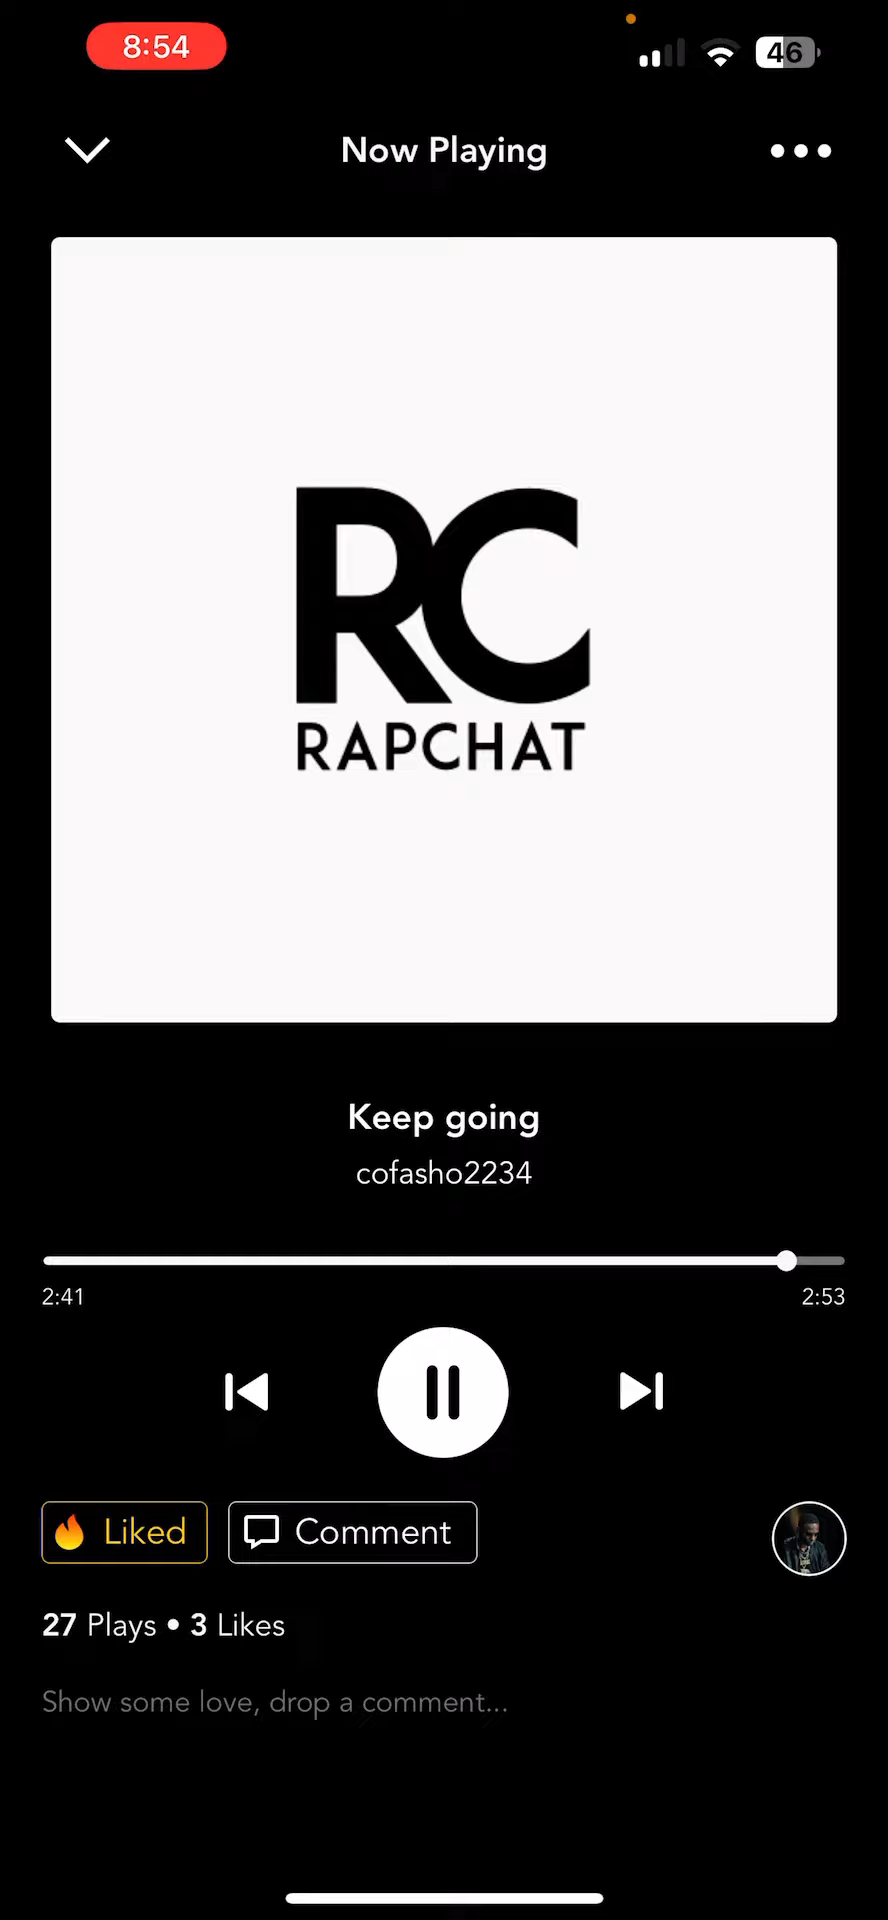 8:54
46
Now Playing
RC
RAPCHAT
Keep going
cofasho2234
2:41
2:53
Liked
Comment
27 Plays • 3 Likes
Show some love, drop a comment...